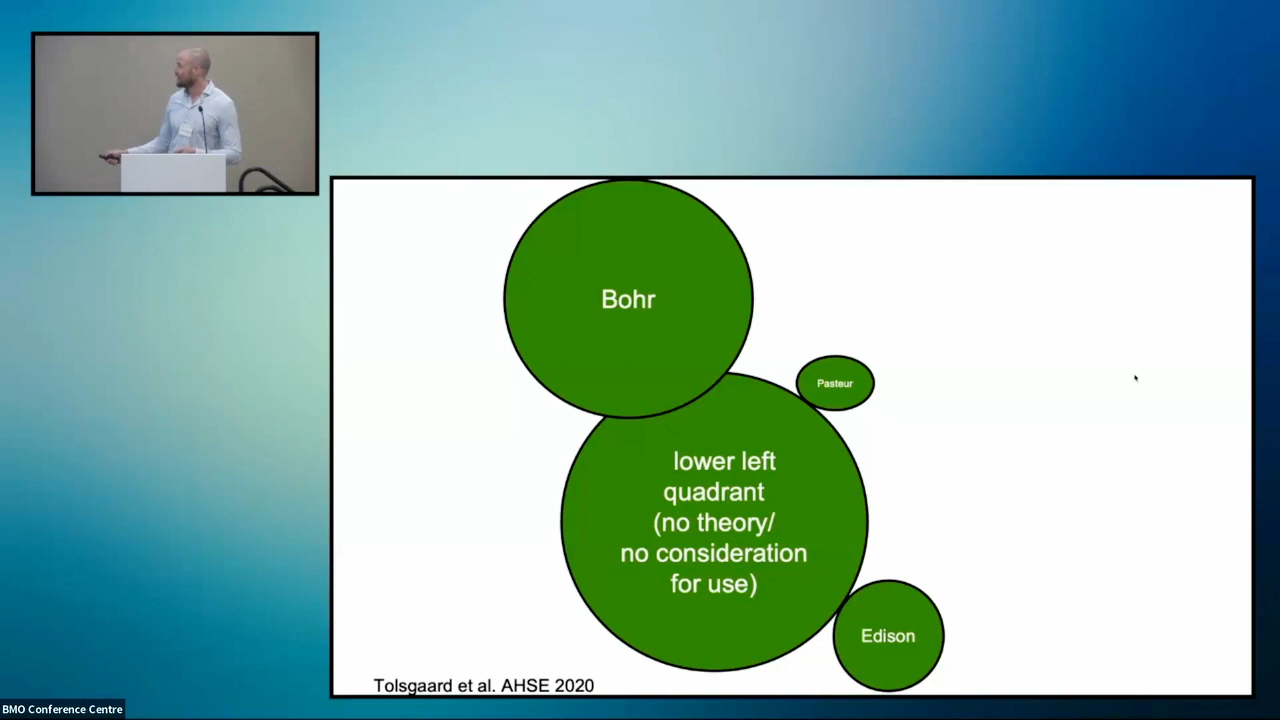 Bohr
Pasteur
lower left
quadrant
(no theory/
no consideration
for use)
Edison
Tolsgaard et al. AHSE 2020
BMO Conference Centre